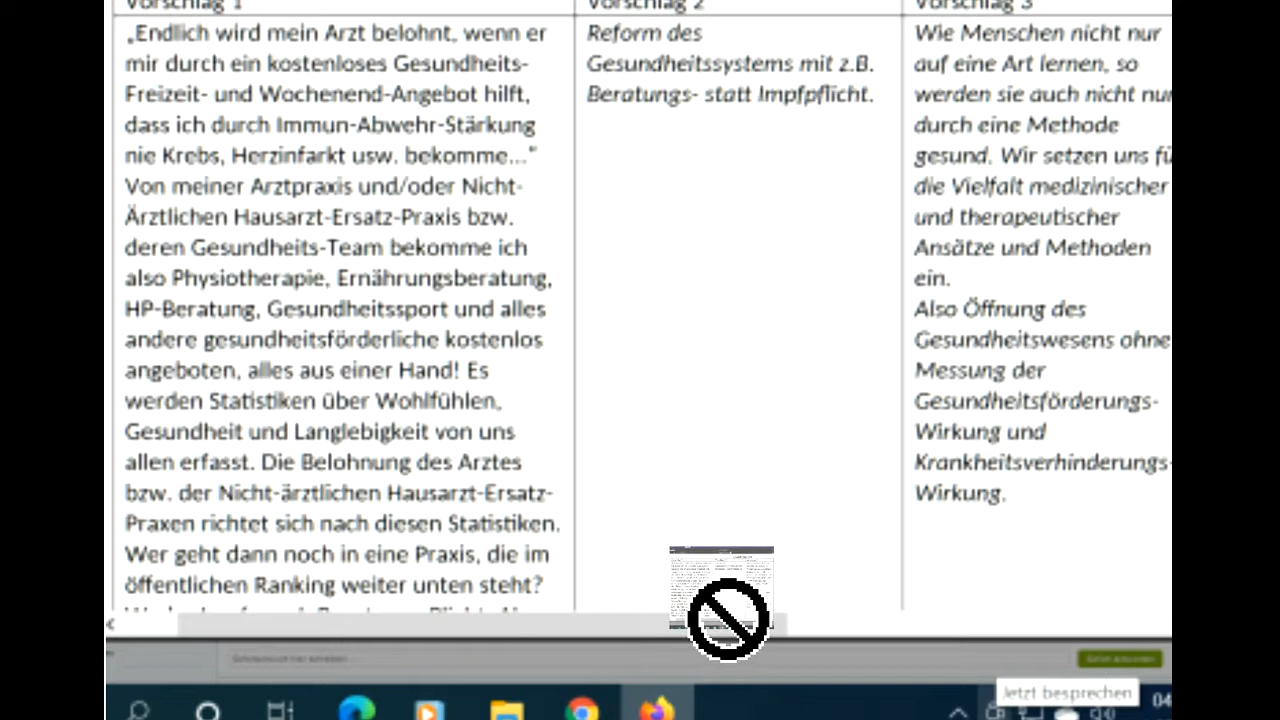 Vorschlag 1
„Endlich wird mein Arzt belohnt, wenn er
mir durch ein kostenloses Gesundheits-
Freizeit- und Wochenend-Angebot hilft,
dass ich durch Immun-Abwehr-Stärkung
nie Krebs, Herzinfarkt usw. bekomme...“
Von meiner Arztpraxis und/oder Nicht-
Ärztlichen Hausarzt-Ersatz-Praxis bzw.
deren Gesundheits-Team bekomme ich
also Physiotherapie, Ernährungsberatung,
HP-Beratung, Gesundheitssport und alles
andere gesundheitsförderliche kostenlos
angeboten, alles aus einer Hand! Es
werden Statistiken über Wohlfühlen,
Gesundheit und Langlebigkeit von uns
allen erfasst. Die Belohnung des Arztes
bzw. der Nicht-ärztlichen Hausarzt-Ersatz-
Praxen richtet sich nach diesen Statistiken.
Wer geht dann noch in eine Praxis, die im
öffentlichen Ranking weiter unten steht?
Vorschlag 2
Reform des
Gesundheitssystems mit z.B.
Beratungs- statt Impfpflicht.
Vorschlag 3
Wie Menschen nicht nur
auf eine Art lernen, so
werden sie auch nicht nur
durch eine Methode
gesund. Wir setzen uns fü
die Vielfalt medizinischer
und therapeutischer
Ansätze und Methoden
ein.
Also Öffnung des
Gesundheitswesens ohne
Messung der
Gesundheitsförderungs-
Wirkung und
Krankheitsverhinderungs-
Wirkung.
Jetzt besprechen
04